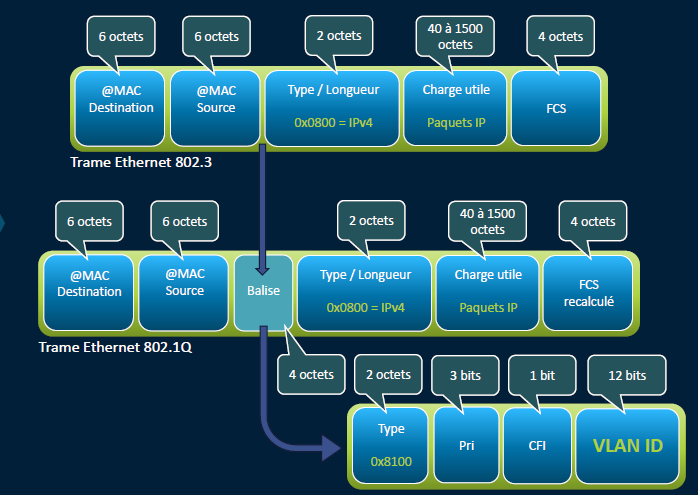 6 octets
6 octets
2 octets
40 à 1500
octets
4 octets
@MAC
Destination
@MAC
Source
Type / Longueur
0x0800 = IPv4
Charge utile
Paquets IP
FCS
Trame Ethernet 802.3
6 octets
6 octets
2 octets
40 à 1500
octets
4 octets
@MAC
Destination
@MAC
Source
Balise
Type / Longueur
0x0800 = IPv4
Charge utile
Paquets IP
FCS
recalculé
Trame Ethernet 802.1Q
4 octets
2 octets
3 bits
1 bit
12 bits
Type
0x8100
Pri
CFI
VLAN ID